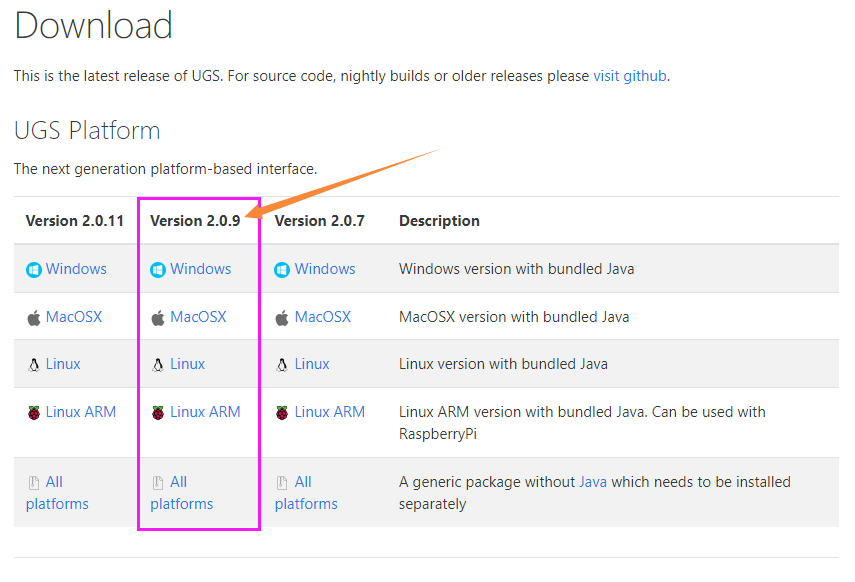 Download
This is the latest release of UGS. For source code, nightly builds or older releases please visit github.
UGS Platform
The next generation platform-based interface.
Version 2.0.11 Version 2.0.9 Version 2.0.7 Description
Windows Windows Windows Windows version with bundled Java
MacOSX MacOSX MacOSX MacOSX version with bundled Java
Linux Linux Linux Linux version with bundled Java
Linux ARM Linux ARM Linux ARM Linux ARM version with bundled Java. Can be used with
RaspberryPi
All All All A generic package without Java which needs to be installed
platforms platforms platforms separately